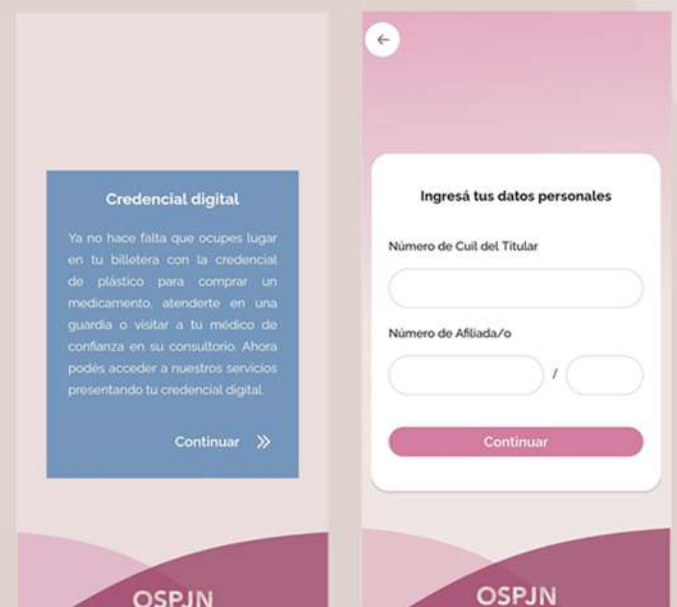 Credencial digital
Ya no hace falta que ocupes lugar
en tu billetera con la credencial
de plástico para comprar un
medicamento, atenderte en una
guardia o visitar a tu médico de
confianza en su consultorio. Ahora
podés acceder a nuestros servicios
presentando tu credencial digital.
Continuar
OSPJN
Ingresá tus datos personales
Número de Cuil del Titular
Número de Afiliada/o
/
Continuar
OSPJN